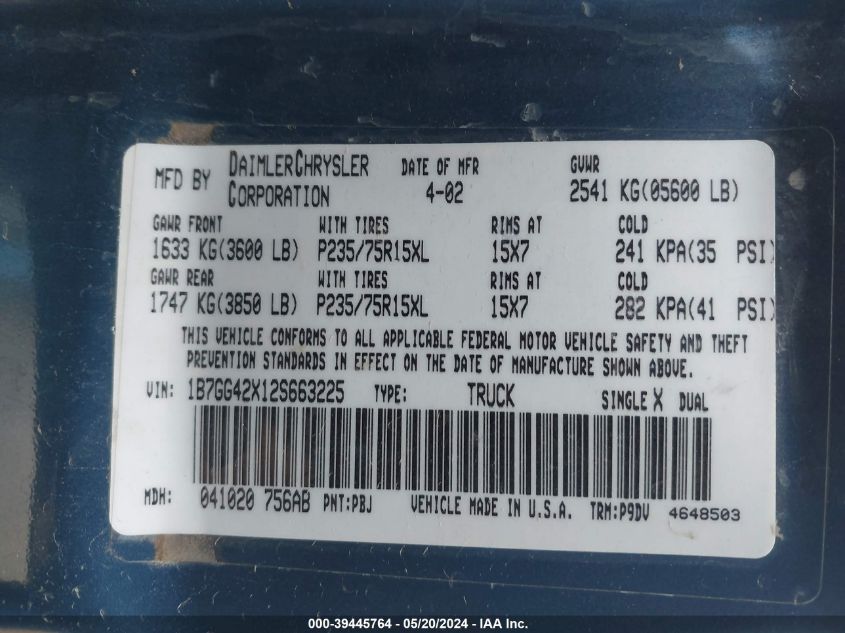 MFD BY DAIMLERCHRYSLER CORPORATION DATE OF MFR 4-02 GVWR 2541 KG(05600 LB)
GAWR FRONT WITH TIRES RIMS AT COLD
1633 KG(3600 LB) P235/75R15XL 15X7 241 KPA(35 PSI)
GAWR REAR WITH TIRES RIMS AT COLD
1747 KG(3850 LB) P235/75R15XL 15X7 282 KPA(41 PSI)
THIS VEHICLE CONFORMS TO ALL APPLICABLE FEDERAL MOTOR VEHICLE SAFETY AND THEFT
PREVENTION STANDARDS IN EFFECT ON THE DATE OF MANUFACTURE SHOWN ABOVE.
VIN: 1B7GG42X12S663225 TYPE: TRUCK SINGLE X DUAL
MDH: 041020 756AB PNT:PBJ VEHICLE MADE IN U.S.A. TRM:P9DV 4648503
000-39445764 - 05/20/2024 - IAA Inc.